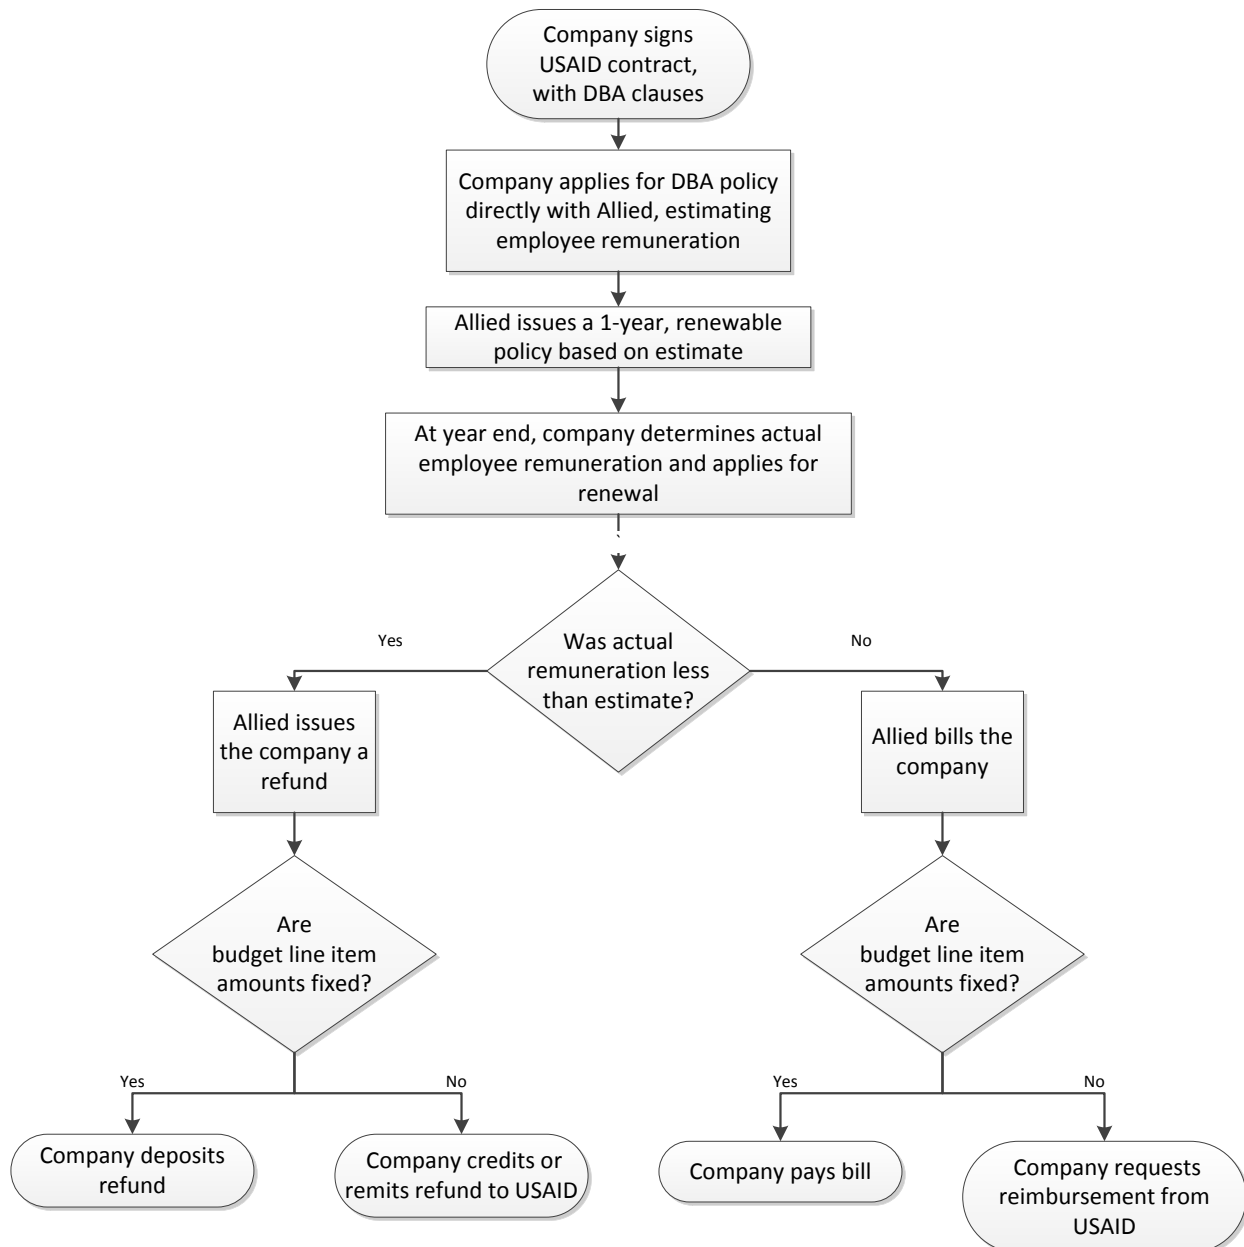 Company signs
USAID contract,
with DBA clauses
Company applies for DBA policy
directly with Allied, estimating
employee remuneration
Allied issues a 1-year, renewable
policy based on estimate
At year end, company determines actual
employee remuneration and applies for
renewal
Was actual
remuneration less
than estimate?
Yes
No
Allied issues
the company a
refund
Allied bills the
company
Are
budget line item
amounts fixed?
Are
budget line item
amounts fixed?
Yes
No
Yes
No
Company deposits
refund
Company credits or
remits refund to USAID
Company pays bill
Company requests
reimbursement from
USAID